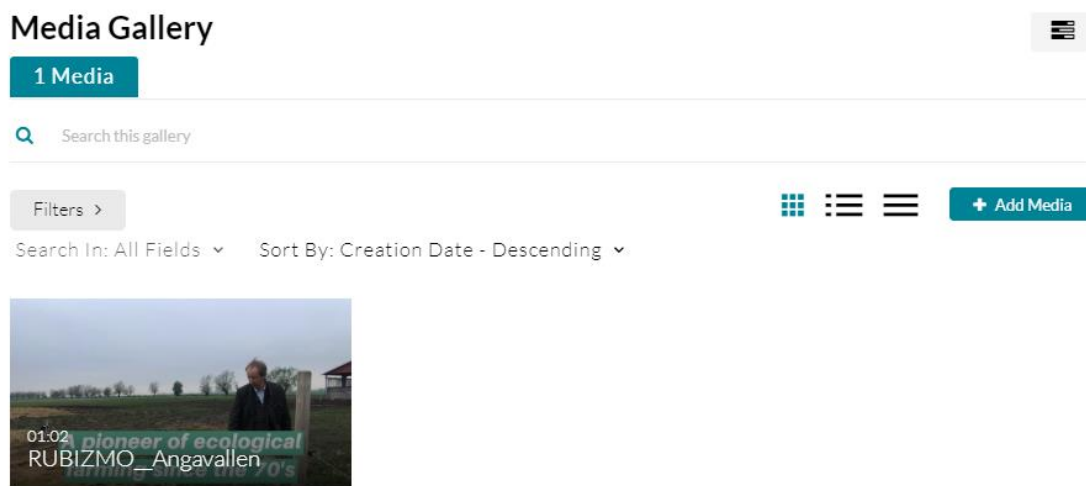 Media Gallery
1 Media
Search this gallery
Filters >
+ Add Media
Search In: All Fields
Sort By: Creation Date - Descending
01:02
A pioneer of ecological
RUBIZMO_Angavallen
farming since the 70's